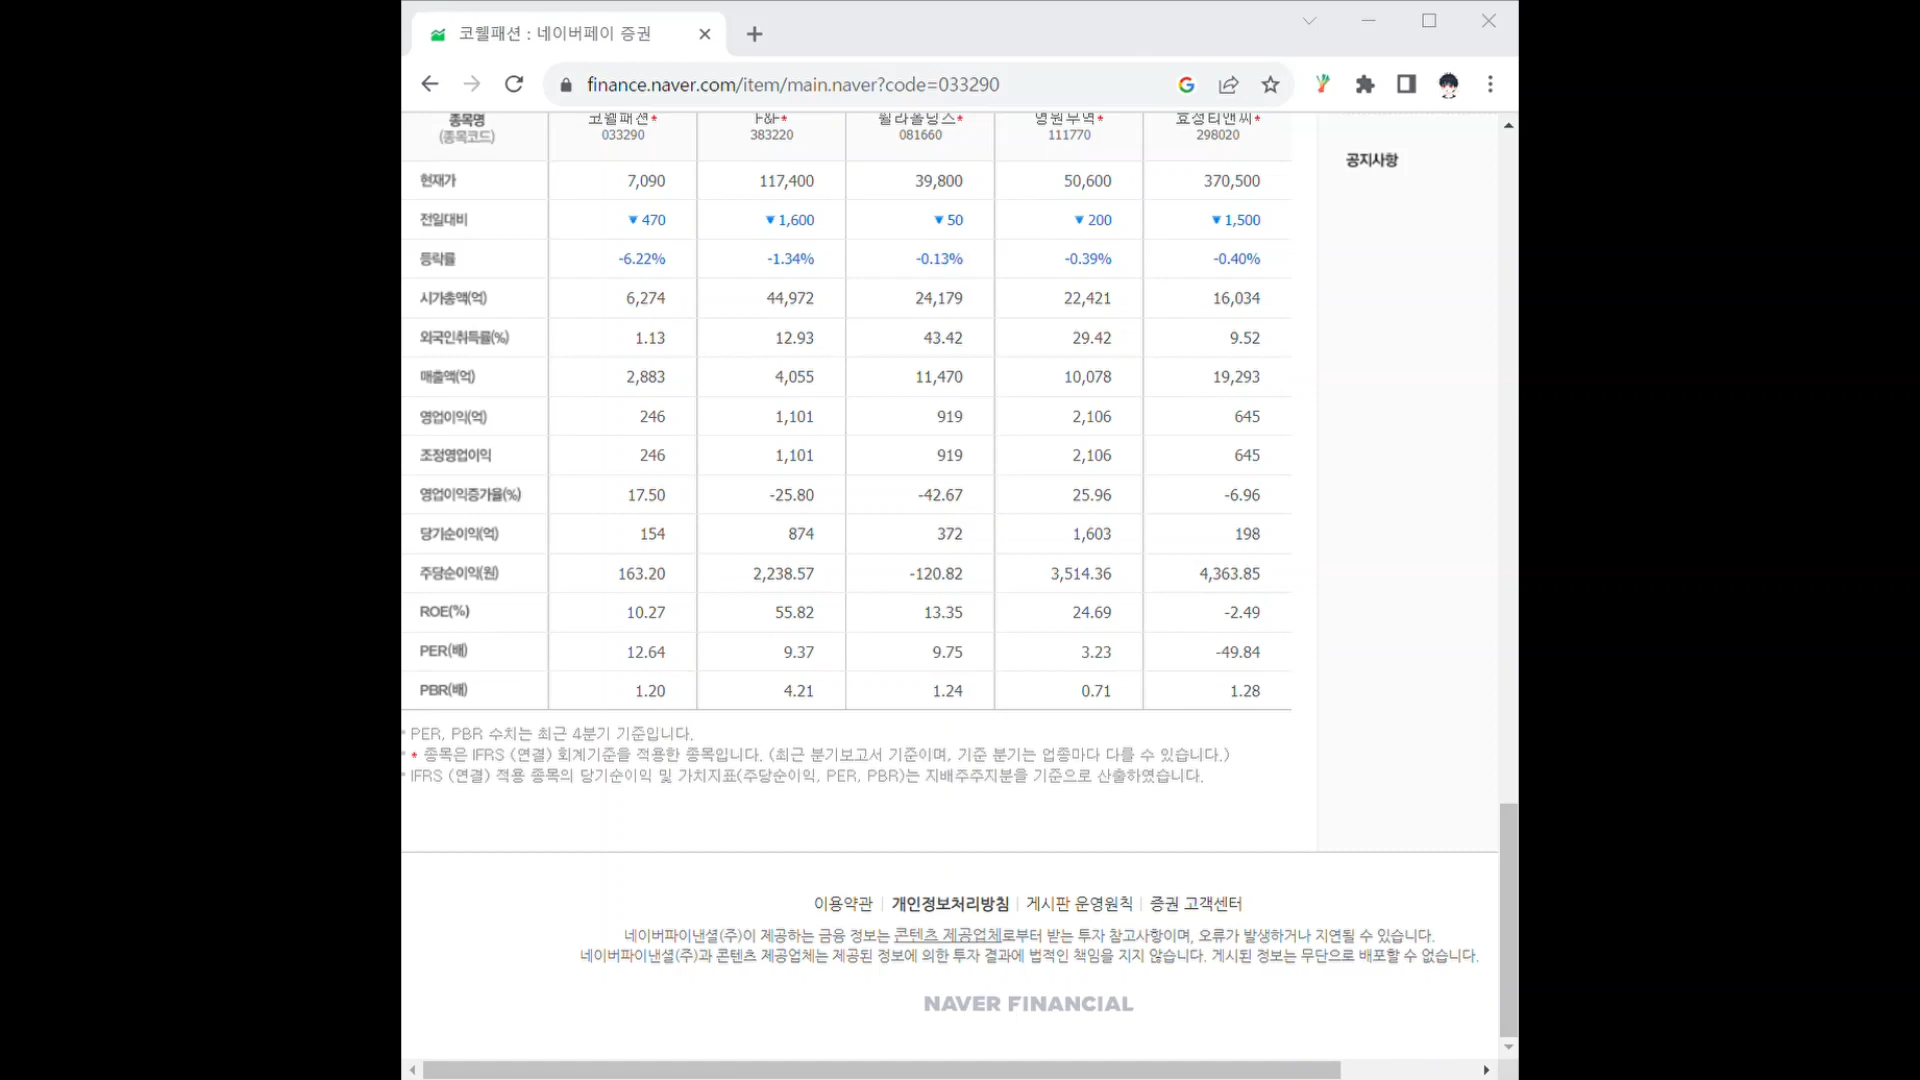 코웰패션 : 네이버페이 증권
finance.naver.com/item/main.naver?code=033290
종목명 코웰패션* F&F* 휠라홀딩스* 영원무역* 효성티앤씨*
(종목코드) 033290 383220 081660 111770 298020
공지사항
현재가 7,090 117,400 39,800 50,600 370,500
전일대비 ▼470 ▼1,600 ▼50 ▼200 ▼1,500
등락률 -6.22% -1.34% -0.13% -0.39% -0.40%
시가총액(억) 6,274 44,972 24,179 22,421 16,034
외국인취득률(%) 1.13 12.93 43.42 29.42 9.52
매출액(억) 2,883 4,055 11,470 10,078 19,293
영업이익(억) 246 1,101 919 2,106 645
조정영업이익 246 1,101 919 2,106 645
영업이익증가율(%) 17.50 -25.80 -42.67 25.96 -6.96
당기순이익(억) 154 874 372 1,603 198
주당순이익(원) 163.20 2,238.57 -120.82 3,514.36 4,363.85
ROE(%) 10.27 55.82 13.35 24.69 -2.49
PER(배) 12.64 9.37 9.75 3.23 -49.84
PBR(배) 1.20 4.21 1.24 0.71 1.28
* PER, PBR 수치는 최근 4분기 기준입니다.
* * 종목은 IFRS (연결) 회계기준을 적용한 종목입니다. (최근 분기보고서 기준이며, 기준 분기는 업종마다 다를 수 있습니다.)
* IFRS (연결) 적용 종목의 당기순이익 및 가치지표(주당순이익, PER, PBR)는 지배주주지분을 기준으로 산출하였습니다.
이용약관 | 개인정보처리방침 | 게시판 운영원칙 | 증권 고객센터
네이버파이낸셜(주)이 제공하는 금융 정보는 콘텐츠 제공업체로부터 받는 투자 참고사항이며, 오류가 발생하거나 지연될 수 있습니다.
네이버파이낸셜(주)과 콘텐츠 제공업체는 제공된 정보에 의한 투자 결과에 법적인 책임을 지지 않습니다. 게시된 정보는 무단으로 배포할 수 없습니다.
NAVER FINANCIAL